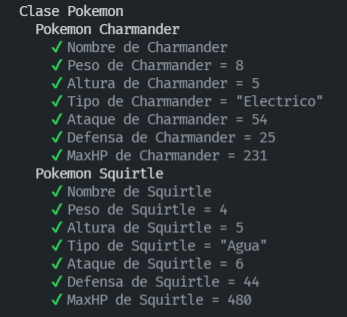 Clase Pokemon
Pokemon Charmander
✓ Nombre de Charmander
✓ Peso de Charmander = 8
✓ Altura de Charmander = 5
✓ Tipo de Charmander = "Electrico"
✓ Ataque de Charmander = 54
✓ Defensa de Charmander = 25
✓ MaxHP de Charmander = 231
Pokemon Squirtle
✓ Nombre de Squirtle
✓ Peso de Squirtle = 4
✓ Altura de Squirtle = 5
✓ Tipo de Squirtle = "Agua"
✓ Ataque de Squirtle = 6
✓ Defensa de Squirtle = 44
✓ MaxHP de Squirtle = 480